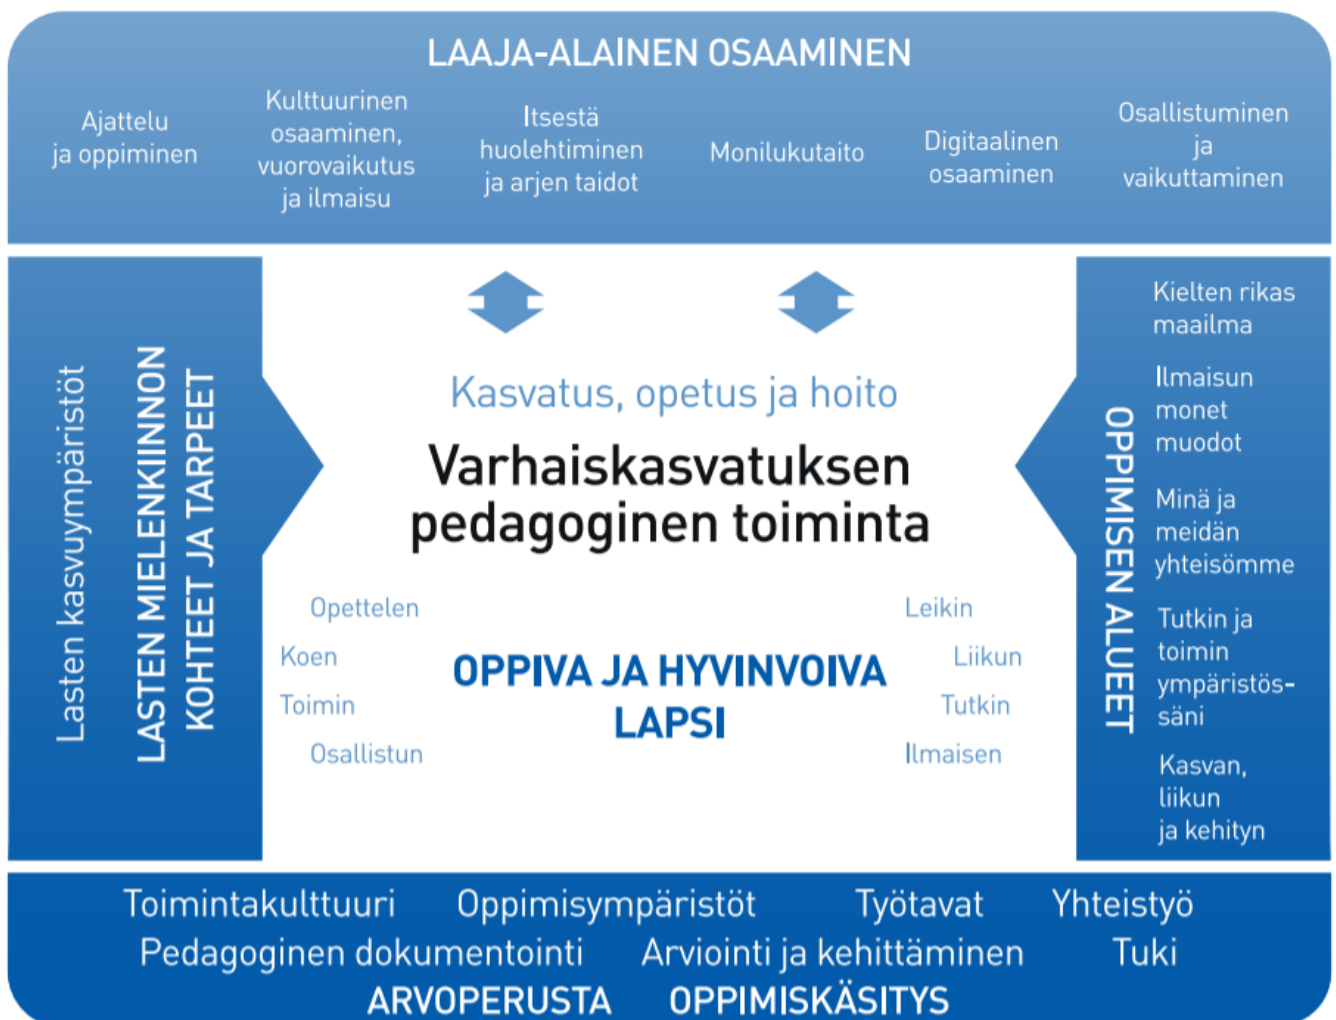 LAAJA-ALAINEN OSAAMINEN
Ajattelu
ja oppiminen
Kulttuurinen
osaaminen,
vuorovaikutus
ja ilmaisu
Itsestä
huolehtiminen
ja arjen taidot
Monilukutaito
Digitaalinen
osaaminen
Osallistuminen
ja
vaikuttaminen
Lasten kasvuympäristöt
LASTEN MIELENKIINNON
KOHTEET JA TARPEET
Kasvatus, opetus ja hoito
Varhaiskasvatuksen
pedagoginen toiminta
Opettelen
Koen
Toimin
Osallistun
OPPIVA JA HYVINVOIVA
LAPSI
Leikin
Liikun
Tutkin
Ilmaisen
OPPIMISEN ALUEET
Kielten rikas
maailma
Ilmaisun
monet
muodot
Minä ja
meidän
yhteisömme
Tutkin ja
toimin
ympäristös-
säni
Kasvan,
liikun
ja kehityn
Toimintakulttuuri Oppimisympäristöt Työtavat Yhteistyö
Pedagoginen dokumentointi Arviointi ja kehittäminen Tuki
ARVOPERUSTA OPPIMISKÄSITYS